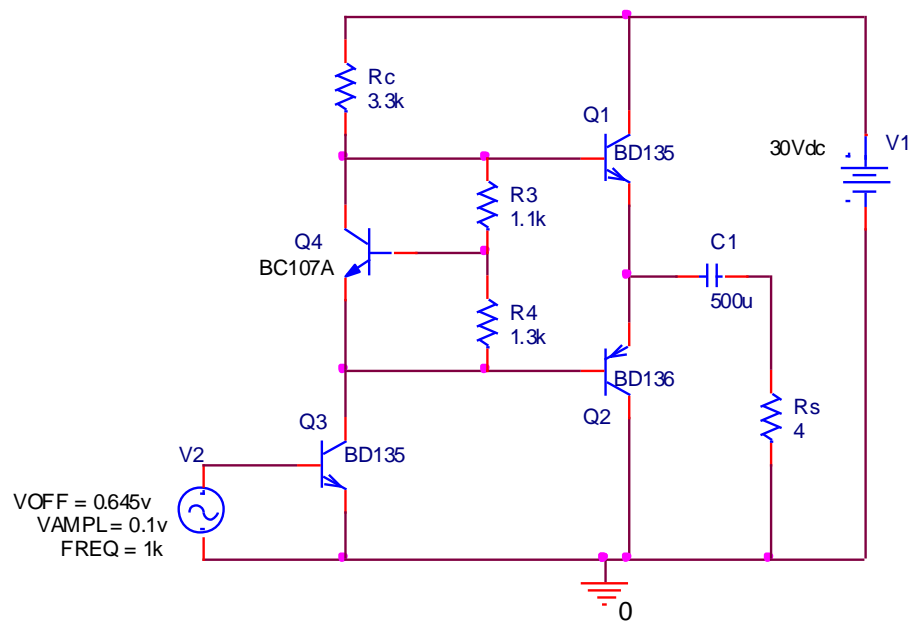 Rc
3.3k
Q1
BD135
30Vdc
V1
R3
1.1k
Q4
BC107A
C1
500u
R4
1.3k
BD136
Q2
Rs
4
Q3
BD135
V2
VOFF = 0.645v
VAMPL = 0.1v
FREQ = 1k
0